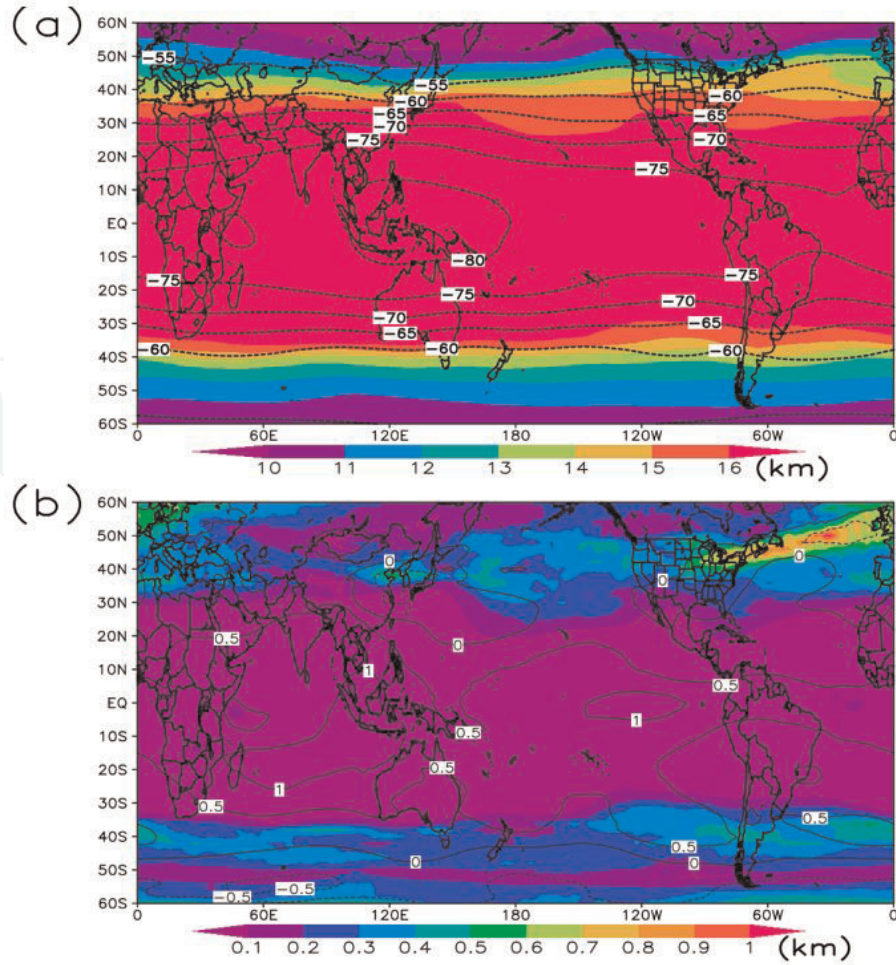 (a)
60N
50N
40N
30N
20N
10N
EQ
10S
20S
30S
40S
50S
60S
−55
−55
−60
−60
−65
−65
−70
−70
−75
−75
−80
−75
−75
−75
−70
−70
−65
−65
−60
−60
−60
0
60E
120E
180
120W
60W
0
10 11 12 13 14 15 16 (km)
(b)
60N
50N
40N
30N
20N
10N
EQ
10S
20S
30S
40S
50S
60S
0
0
0
0.5
0
1
0.5
1
0.5
0.5
1
0.5
0.5
0.5
0
0
−0.5
−0.5
0
60E
120E
180
120W
60W
0
0.1 0.2 0.3 0.4 0.5 0.6 0.7 0.8 0.9 1 (km)